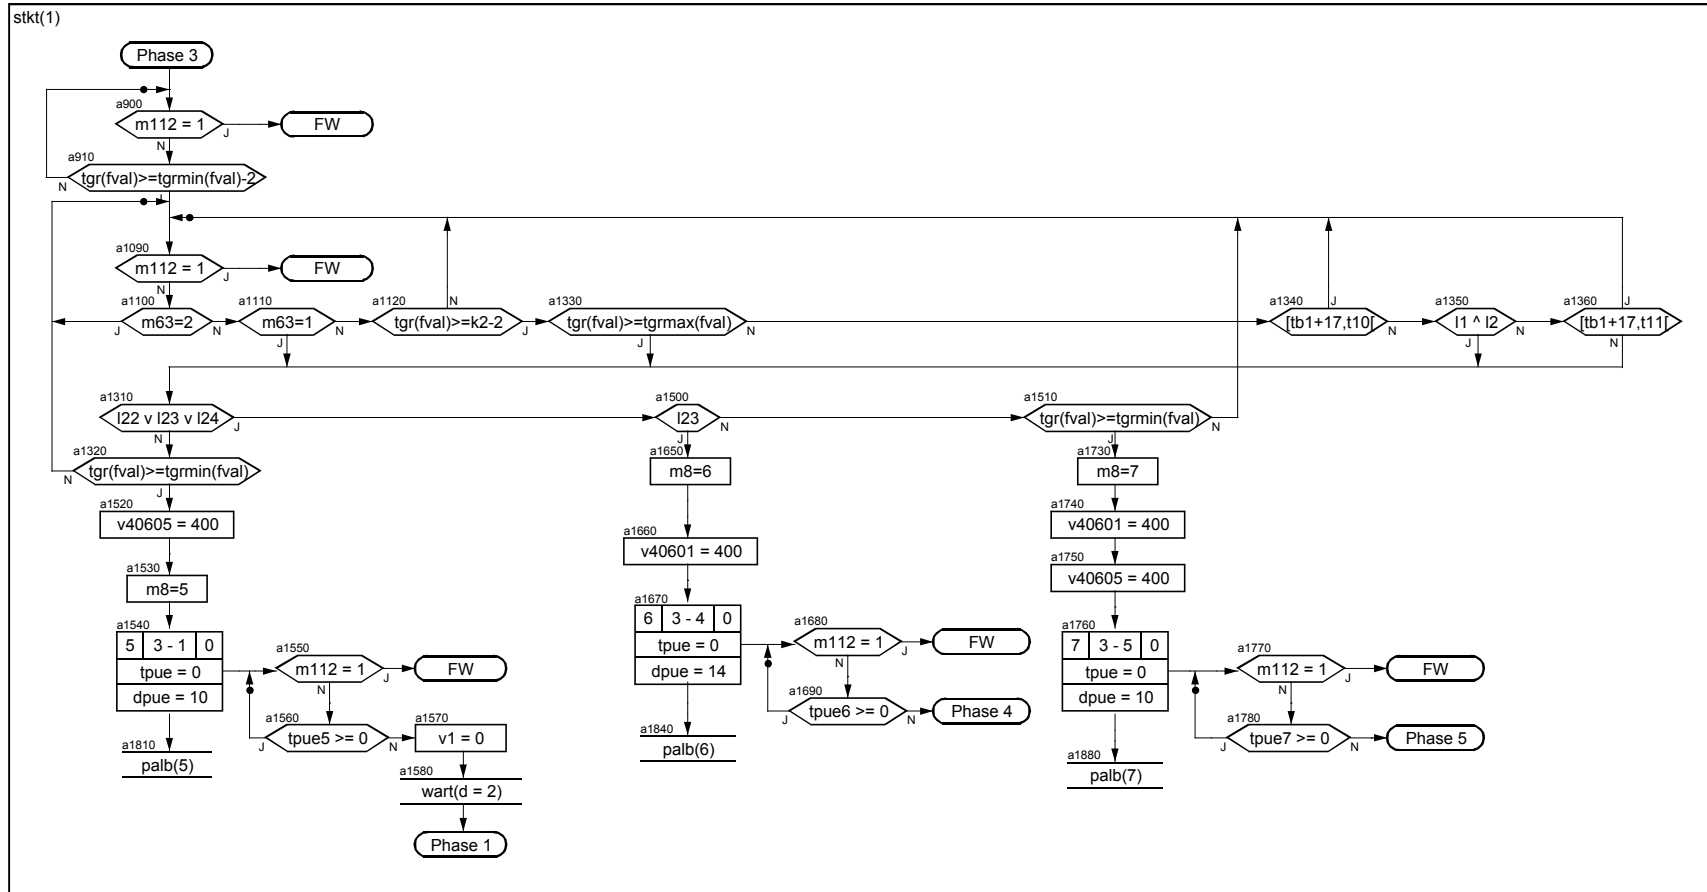 stkt(1)
Phase 3
a900
m112 = 1
J
FW
N
a910
tgr(fval)>=tgrmin(fval)-2
N
J
a1090
m112 = 1
J
FW
N
a1100
m63=2
J
N
a1110
m63=1
N
J
a1120
tgr(fval)>=k2-2
N
J
a1330
tgr(fval)>=tgrmax(fval)
N
J
a1340
[tb1+17,t10[
J
N
a1350
l1 ^ l2
N
J
a1360
[tb1+17,t11[
J
N
a1310
l22 v l23 v l24
J
N
a1500
l23
N
J
a1510
tgr(fval)>=tgrmin(fval)
N
J
a1320
tgr(fval)>=tgrmin(fval)
N
J
a1520
v40605 = 400
a1530
m8=5
a1540
5 3 - 1 0
tpue = 0
dpue = 10
a1810
palb(5)
a1550
m112 = 1
J
FW
N
a1560
tpue5 >= 0
J
N
a1570
v1 = 0
a1580
wart(d = 2)
Phase 1
a1650
m8=6
a1660
v40601 = 400
a1670
6 3 - 4 0
tpue = 0
dpue = 14
a1840
palb(6)
a1680
m112 = 1
J
FW
N
a1690
tpue6 >= 0
J
N
Phase 4
a1730
m8=7
a1740
v40601 = 400
a1750
v40605 = 400
a1760
7 3 - 5 0
tpue = 0
dpue = 10
a1880
palb(7)
a1770
m112 = 1
J
FW
N
a1780
tpue7 >= 0
J
N
Phase 5